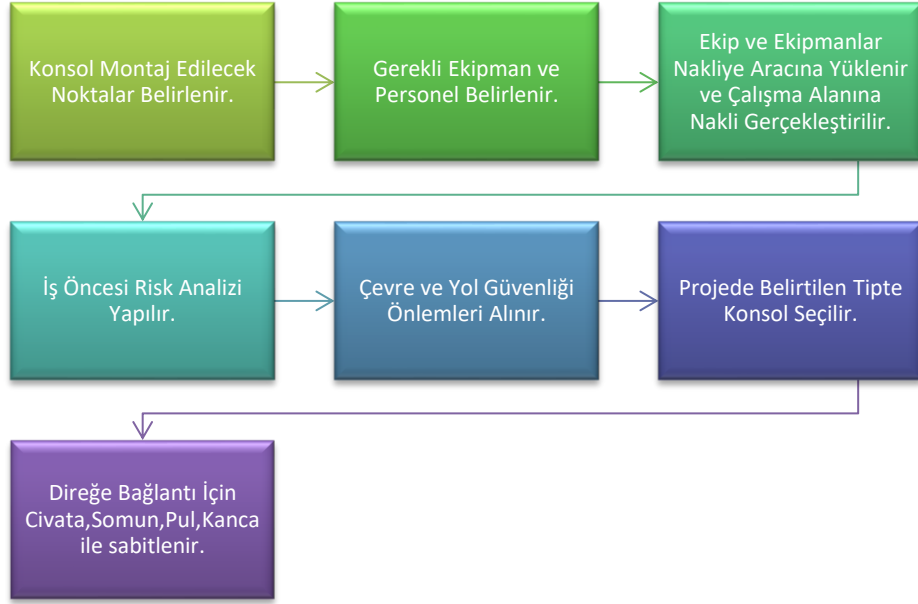 Konsol Montaj Edilecek
Noktalar Belirlenir.
Gerekli Ekipman ve
Personel Belirlenir.
Ekip ve Ekipmanlar
Nakliye Aracına Yüklenir
ve Çalışma Alanına
Nakli Gerçekleştirilir.
İş Öncesi Risk Analizi
Yapılır.
Çevre ve Yol Güvenliği
Önlemleri Alınır.
Projede Belirtilen Tipte
Konsol Seçilir.
Direğe Bağlantı İçin
Civata,Somun,Pul,Kanca
ile sabitlenir.